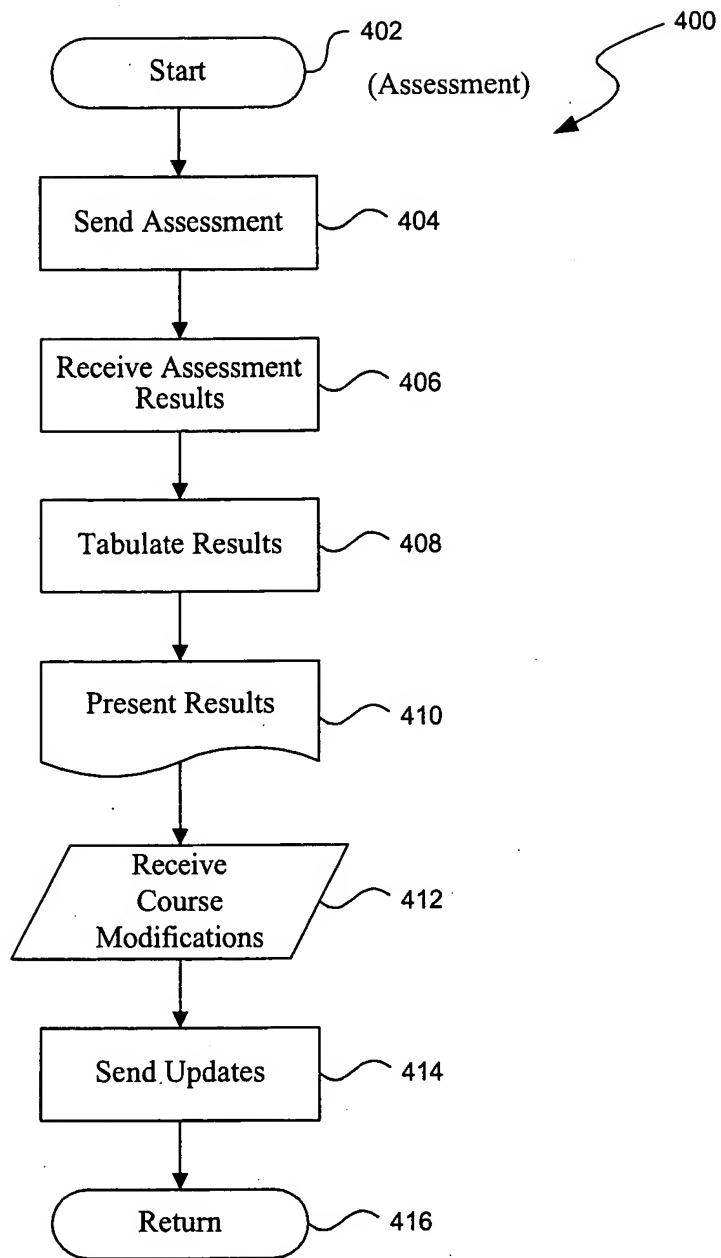 402
400
Start
(Assessment)
Send Assessment
404
Receive Assessment
Results
406
Tabulate Results
408
Present Results
410
Receive
Course
Modifications
412
Send Updates
414
Return
416